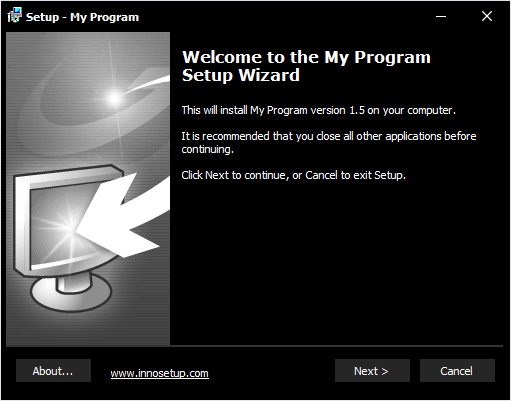 Setup - My Program
Welcome to the My Program
Setup Wizard
This will install My Program version 1.5 on your computer.
It is recommended that you close all other applications before
continuing.
Click Next to continue, or Cancel to exit Setup.
About...
www.innosetup.com
Next >
Cancel